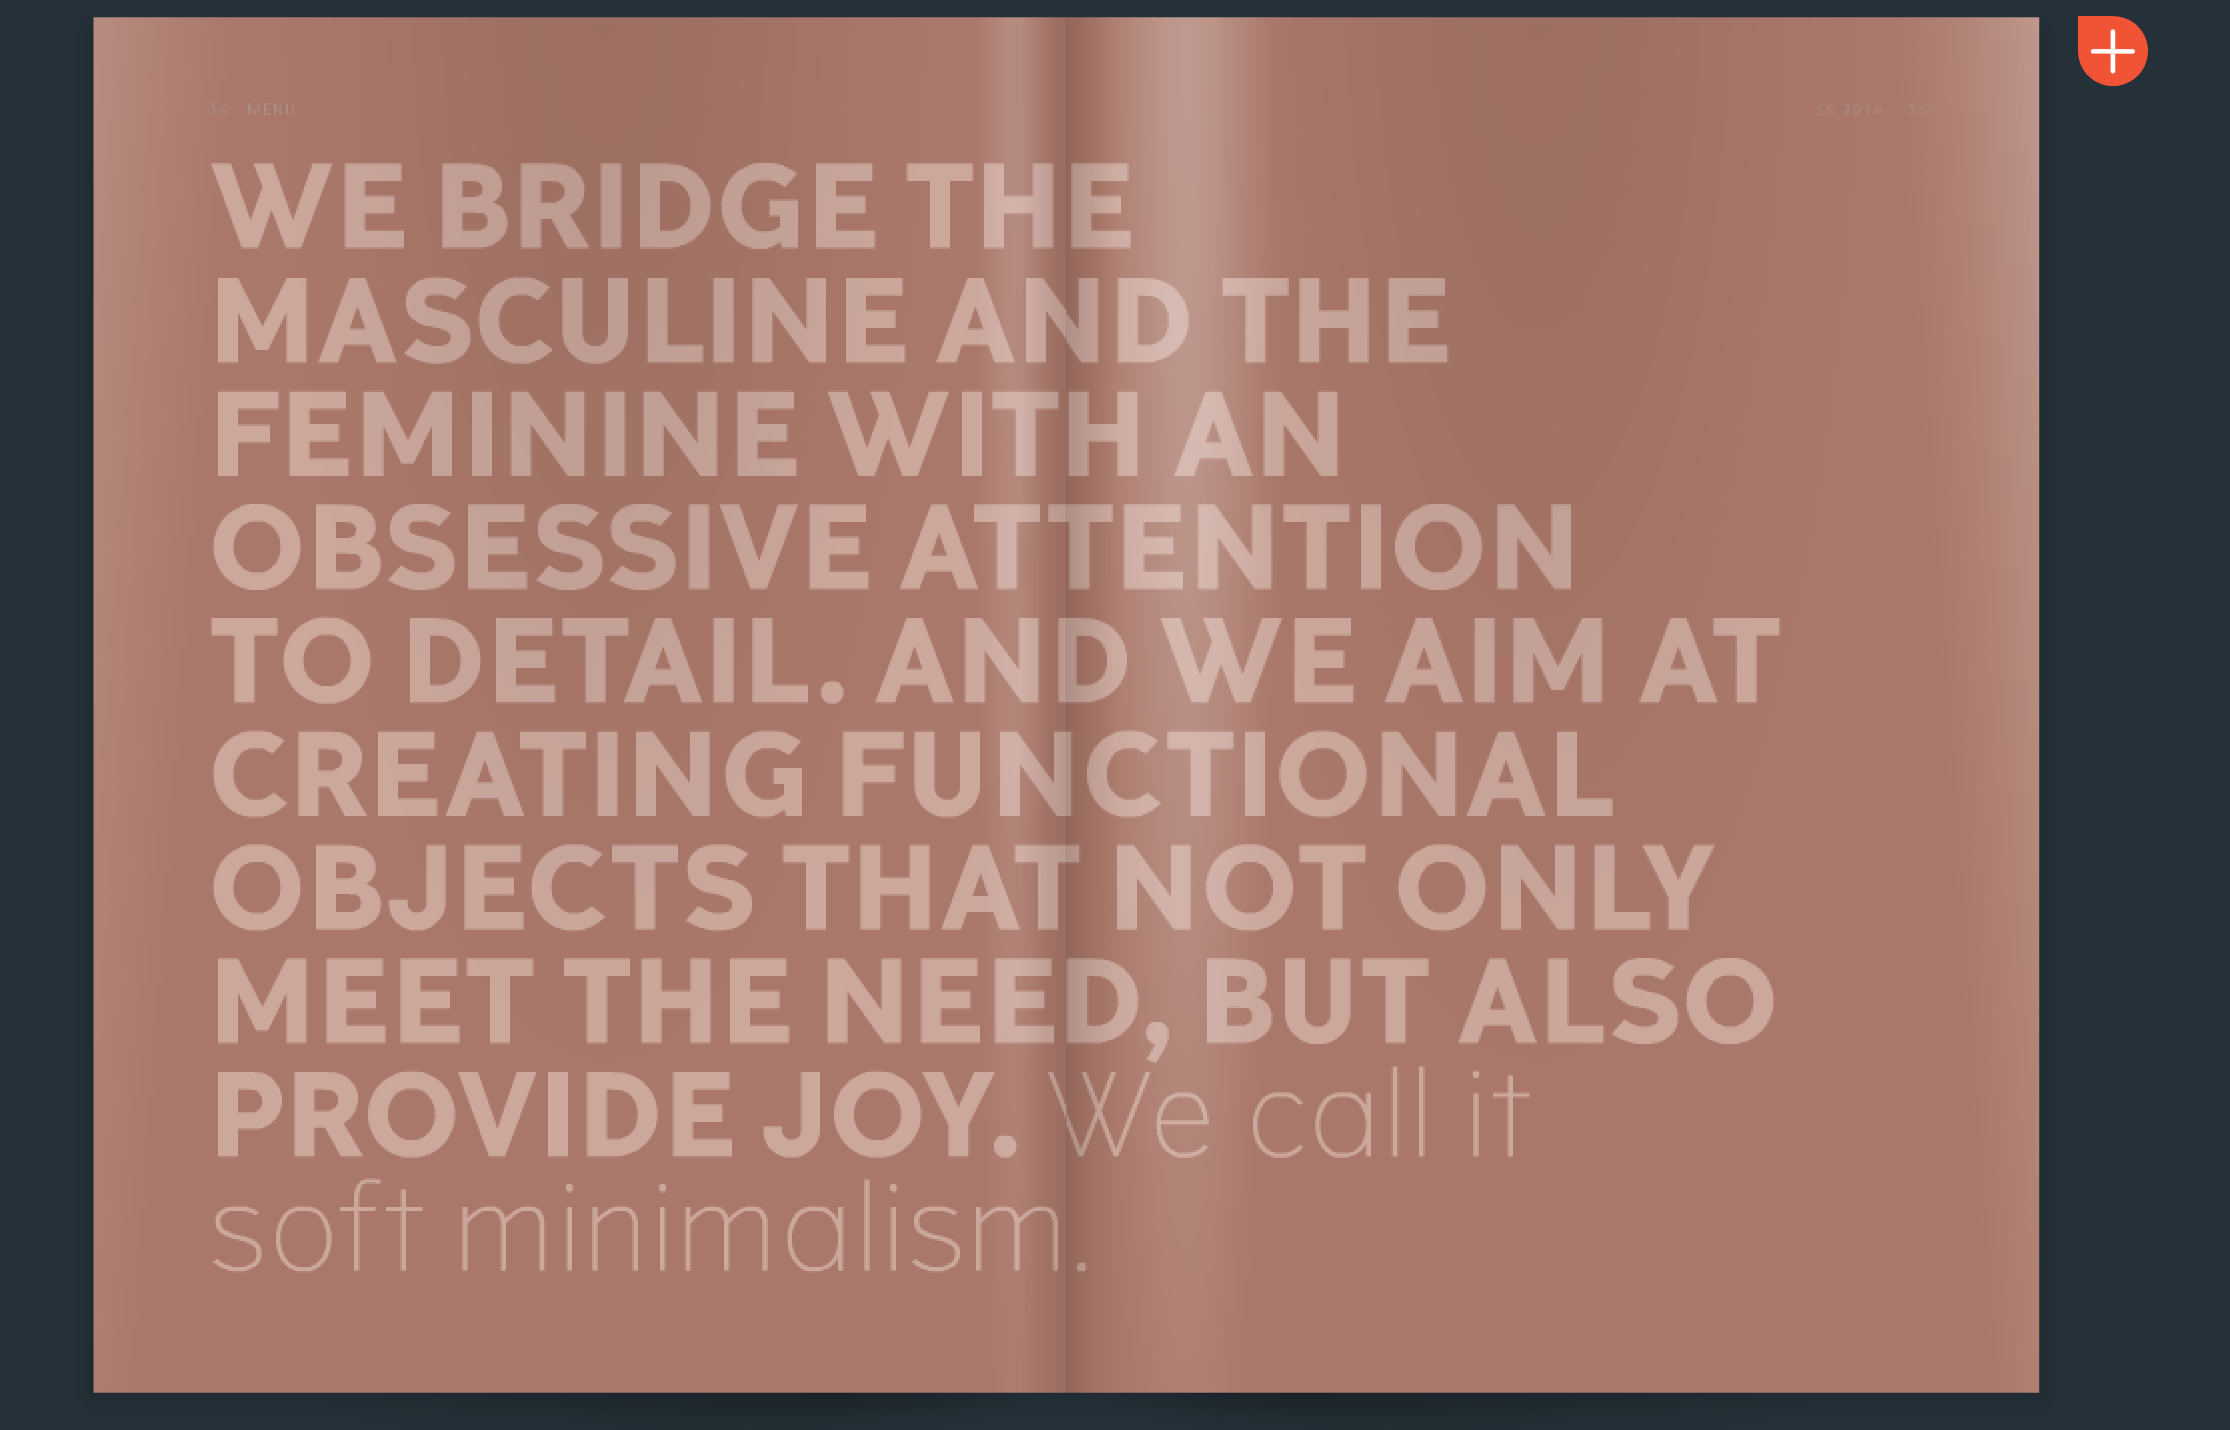 34 MENU
SS 2014 35
WE BRIDGE THE
MASCULINE AND THE
FEMININE WITH AN
OBSESSIVE ATTENTION
TO DETAIL. AND WE AIM AT
CREATING FUNCTIONAL
OBJECTS THAT NOT ONLY
MEET THE NEED, BUT ALSO
PROVIDE JOY. We call it
soft minimalism.